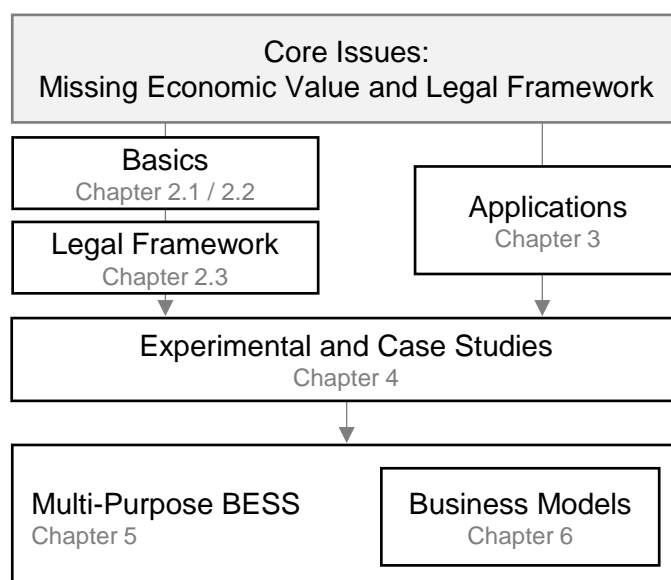 Core Issues:
Missing Economic Value and Legal Framework
Basics
Chapter 2.1 / 2.2
Legal Framework
Chapter 2.3
Applications
Chapter 3
Experimental and Case Studies
Chapter 4
Multi-Purpose BESS
Chapter 5
Business Models
Chapter 6